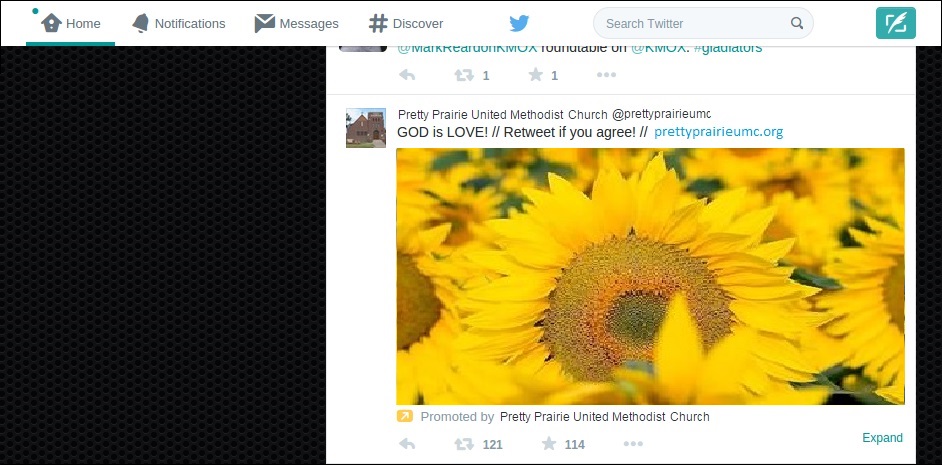 Home Notifications Messages Discover Search Twitter
@MarkReardonKMOX roundtable on @KMOX. #gladiators
1 1
Pretty Prairie United Methodist Church @prettyprairieumc
GOD is LOVE! // Retweet if you agree! // prettyprairieumc.org
Promoted by Pretty Prairie United Methodist Church
121 114
Expand